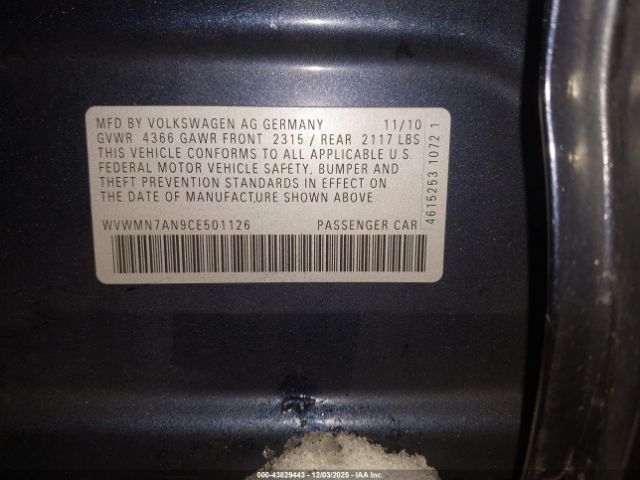 MFD BY VOLKSWAGEN AG GERMANY 11/10
GVWR 4366 GAWR FRONT 2315 / REAR 2117 LBS
THIS VEHICLE CONFORMS TO ALL APPLICABLE U.S.
FEDERAL MOTOR VEHICLE SAFETY, BUMPER AND
THEFT PREVENTION STANDARDS IN EFFECT ON
THE DATE OF MANUFACTURE SHOWN ABOVE.
WVWMN7AN9CE501126 PASSENGER CAR
4615253 1072 1
000-43829443 - 12/03/2025 - IAA Inc.